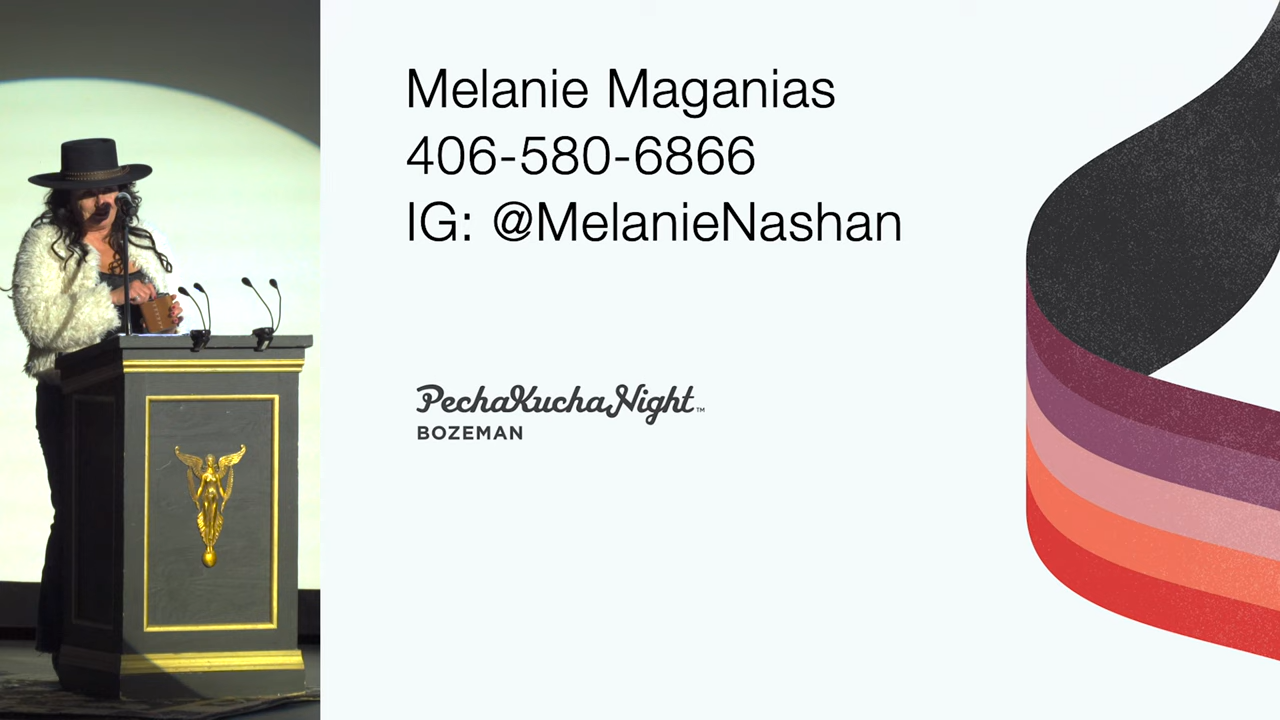 Melanie Maganias
406-580-6866
IG: @MelanieNashan
PechaKuchaNight™
BOZEMAN